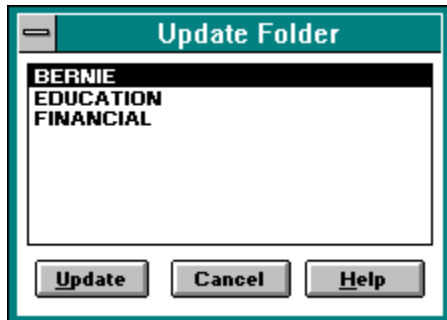 Update Folder
BERNIE
EDUCATION
FINANCIAL
Update Cancel Help